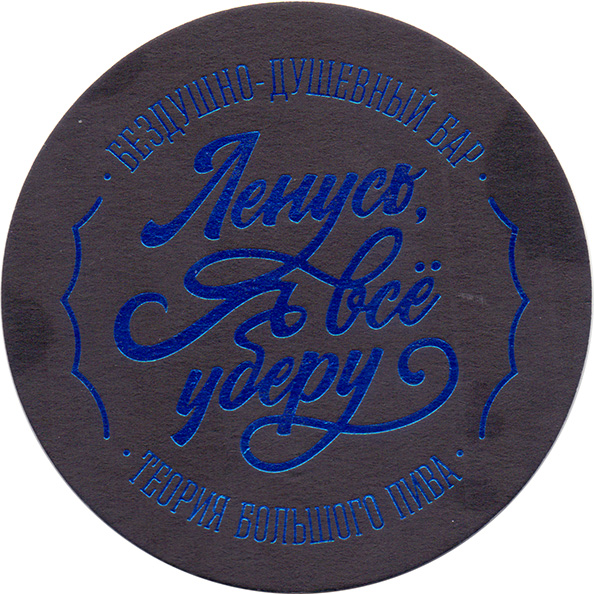 · БЕЗДУШНО-ДУШЕВНЫЙ БАР ·
Ленусь,
Я всё
уберу
· ТЕОРИЯ БОЛЬШОГО ПИВА ·